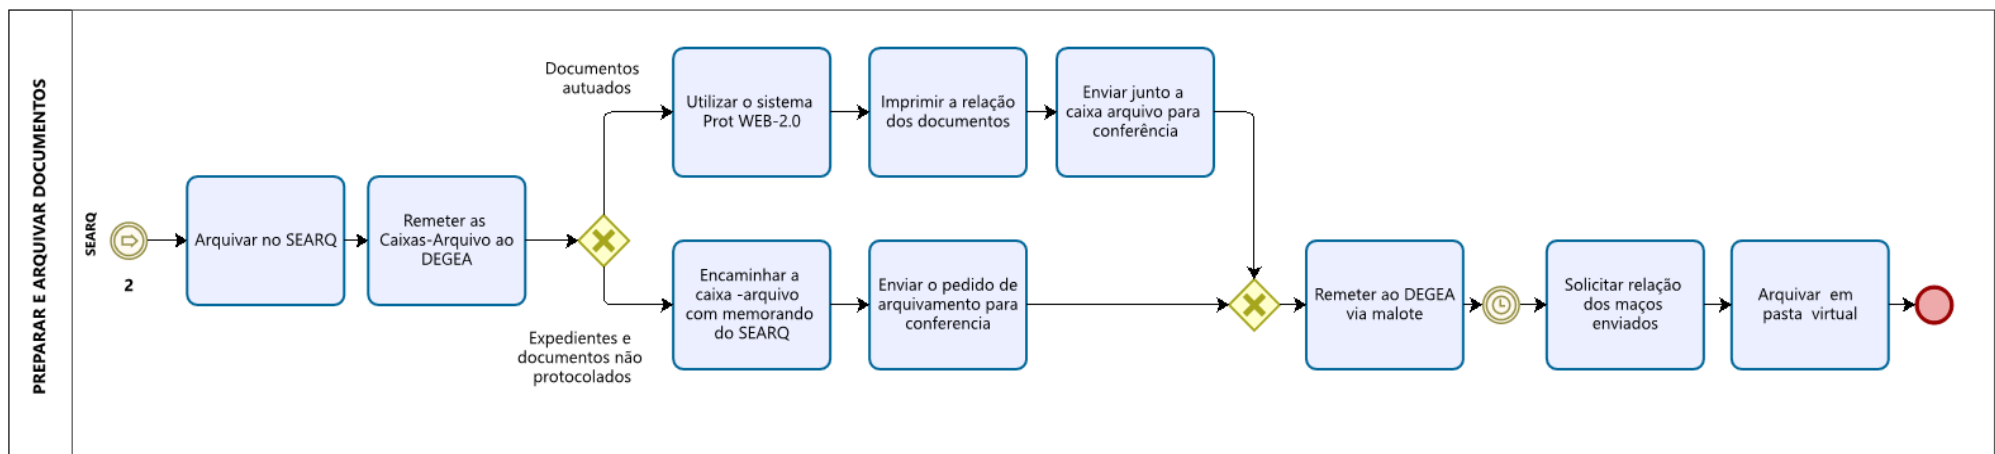 PREPARAR E ARQUIVAR DOCUMENTOS
SEARQ
2
Arquivar no SEARQ
Remeter as
Caixas-Arquivo ao
DEGEA
Documentos
autuados
Utilizar o sistema
Prot WEB-2.0
Imprimir a relação
dos documentos
Enviar junto a
caixa arquivo para
conferência
Expedientes e
documentos não
protocolados
Encaminhar a
caixa -arquivo
com memorando
do SEARQ
Enviar o pedido de
arquivamento para
conferencia
Remeter ao DEGEA
via malote
Solicitar relação
dos maços
enviados
Arquivar em
pasta virtual